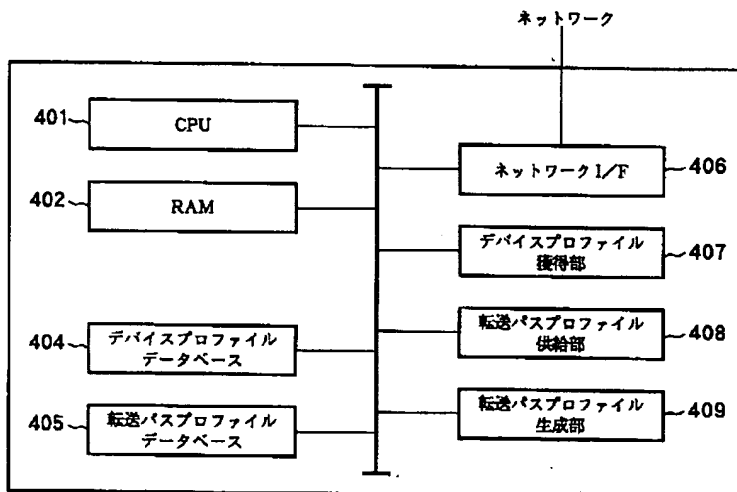 ネットワーク
401
CPU
402
RAM
404
デバイスプロファイル
データベース
405
転送パスプロファイル
データベース
ネットワーク I/F
406
デバイスプロファイル
獲得部
407
転送パスプロファイル
供給部
408
転送パスプロファイル
生成部
409